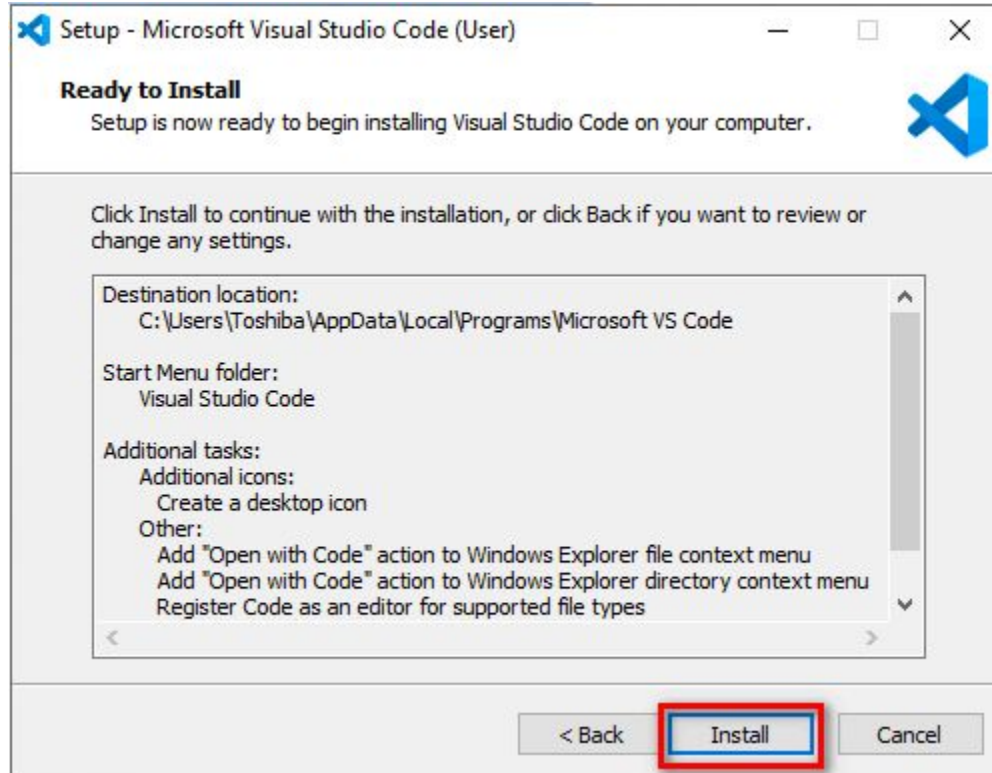 Setup - Microsoft Visual Studio Code (User)
Ready to Install
Setup is now ready to begin installing Visual Studio Code on your computer.
Click Install to continue with the installation, or click Back if you want to review or
change any settings.
Destination location:
C:\Users\Toshiba\AppData\Local\Programs\Microsoft VS Code
Start Menu folder:
Visual Studio Code
Additional tasks:
Additional icons:
Create a desktop icon
Other:
Add "Open with Code" action to Windows Explorer file context menu
Add "Open with Code" action to Windows Explorer directory context menu
Register Code as an editor for supported file types
< Back Install Cancel